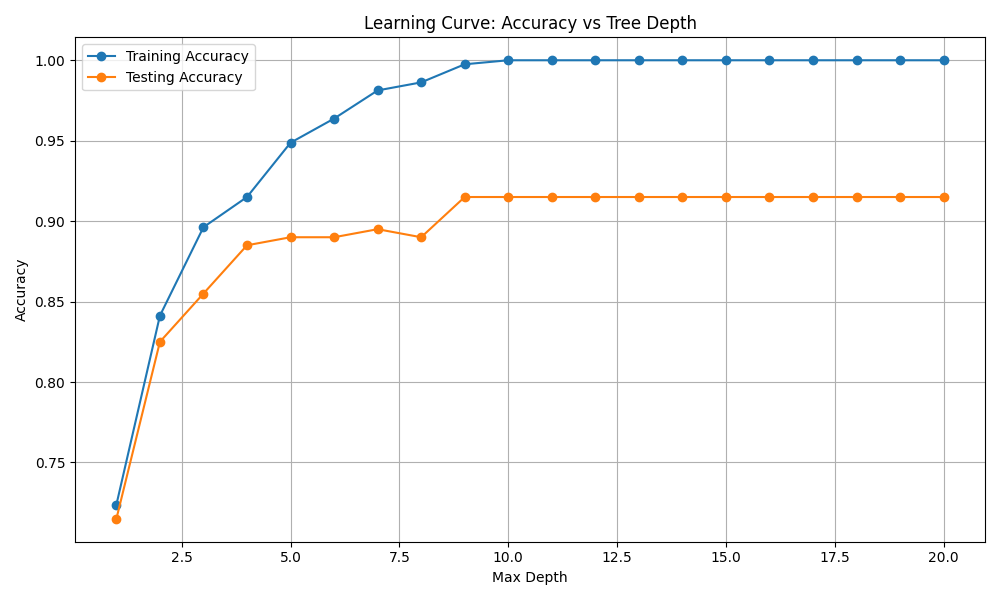 Learning Curve: Accuracy vs Tree Depth
Training Accuracy
Testing Accuracy
1.00
0.95
0.90
0.85
0.80
0.75
Accuracy
2.5 5.0 7.5 10.0 12.5 15.0 17.5 20.0
Max Depth